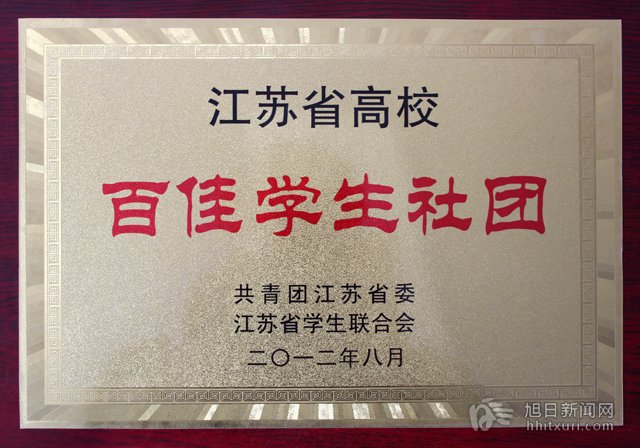 江苏省高校
百佳学生社团
共青团江苏省委
江苏省学生联合会
二〇一二年八月
旭日新闻网
hhitxuri.com